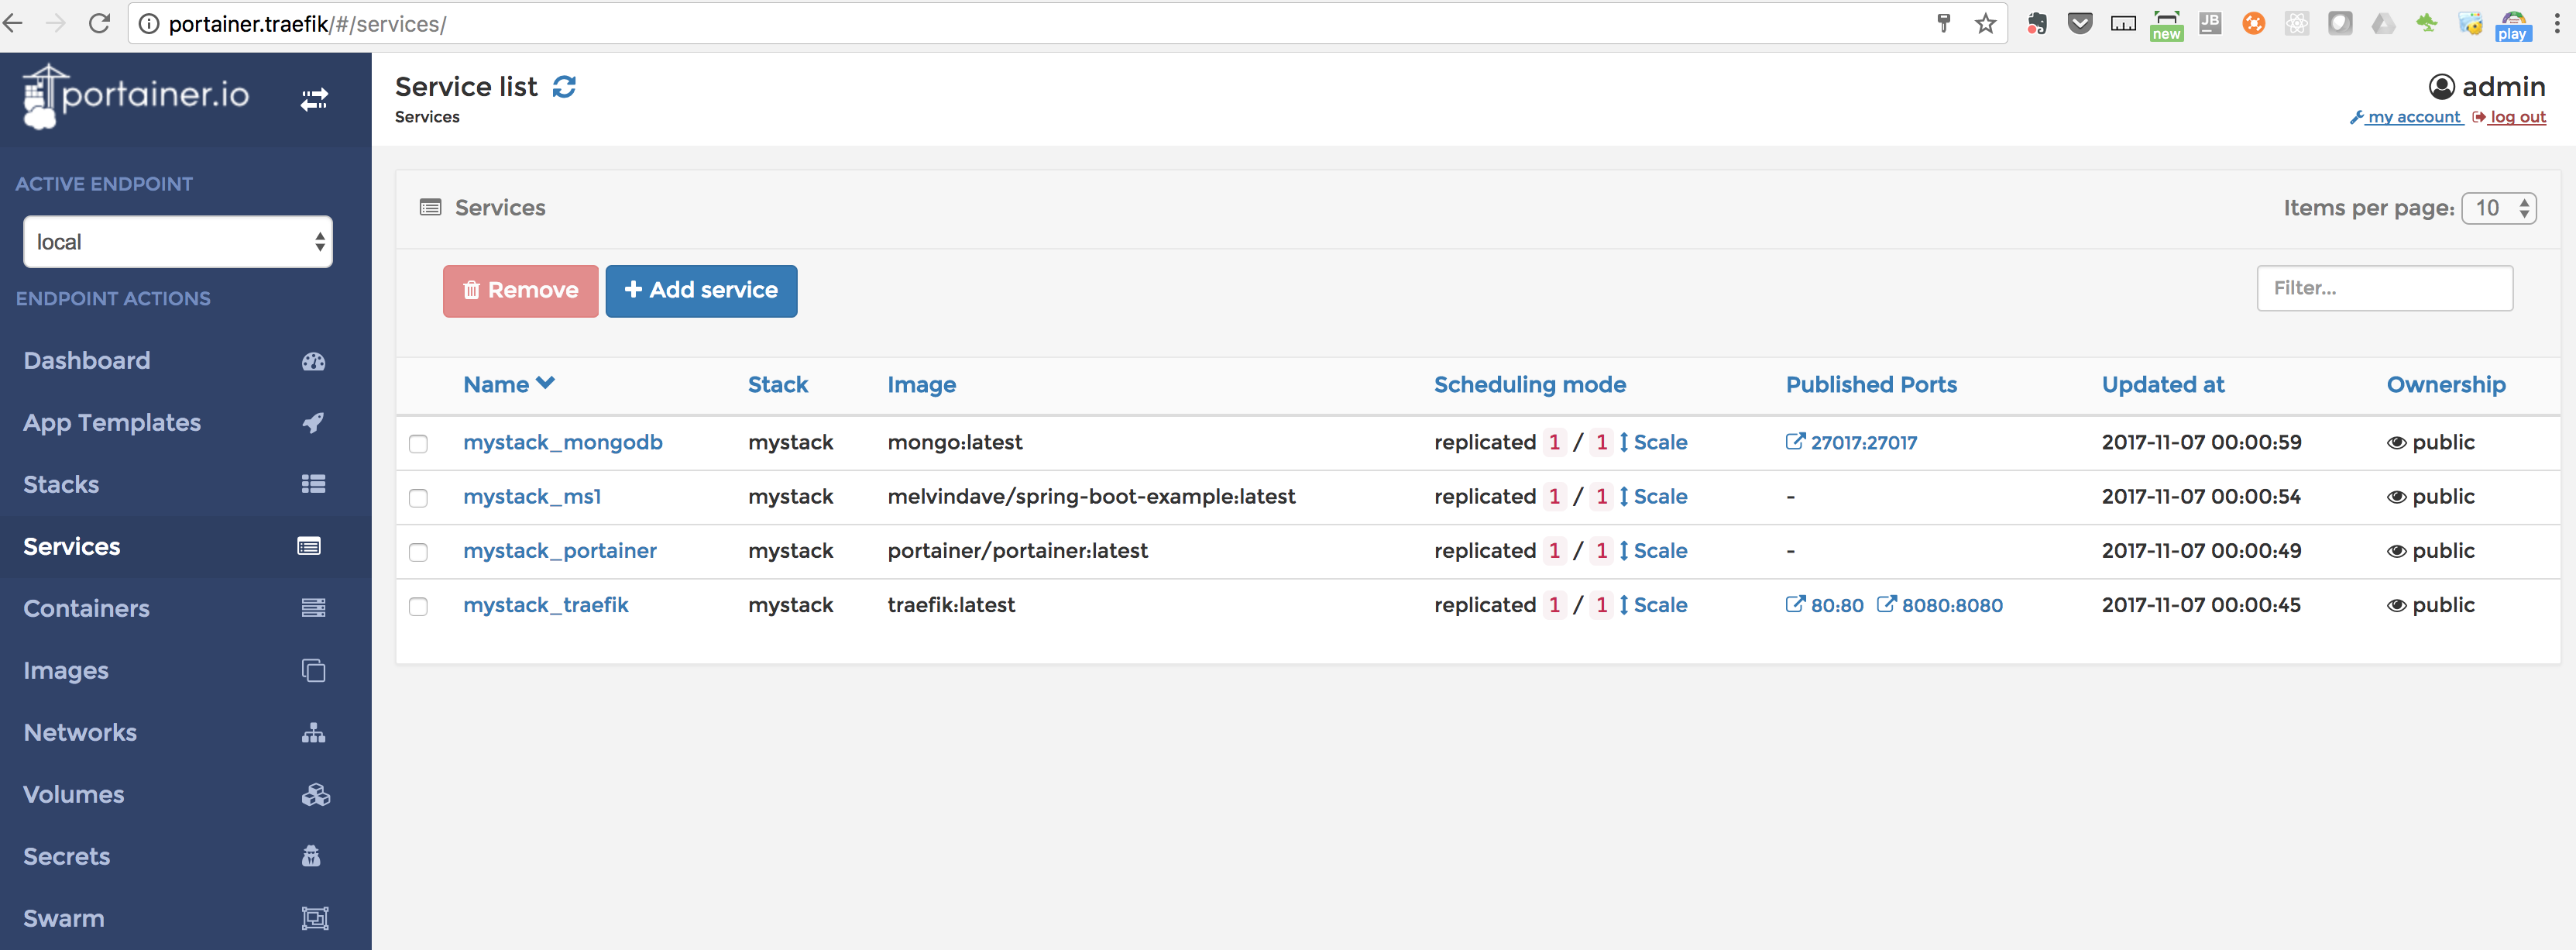 portainer.traefik/#/services/
new
JB
play
portainer.io
Service list
Services
admin
my account log out
ACTIVE ENDPOINT
local
ENDPOINT ACTIONS
Dashboard
App Templates
Stacks
Services
Containers
Images
Networks
Volumes
Secrets
Swarm
Services
Items per page: 10
Remove
Add service
Filter...
Name Stack Image Scheduling mode Published Ports Updated at Ownership
mystack_mongodb mystack mongo:latest replicated 1 / 1 Scale 27017:27017 2017-11-07 00:00:59 public
mystack_ms1 mystack melvindave/spring-boot-example:latest replicated 1 / 1 Scale - 2017-11-07 00:00:54 public
mystack_portainer mystack portainer/portainer:latest replicated 1 / 1 Scale - 2017-11-07 00:00:49 public
mystack_traefik mystack traefik:latest replicated 1 / 1 Scale 80:80 8080:8080 2017-11-07 00:00:45 public